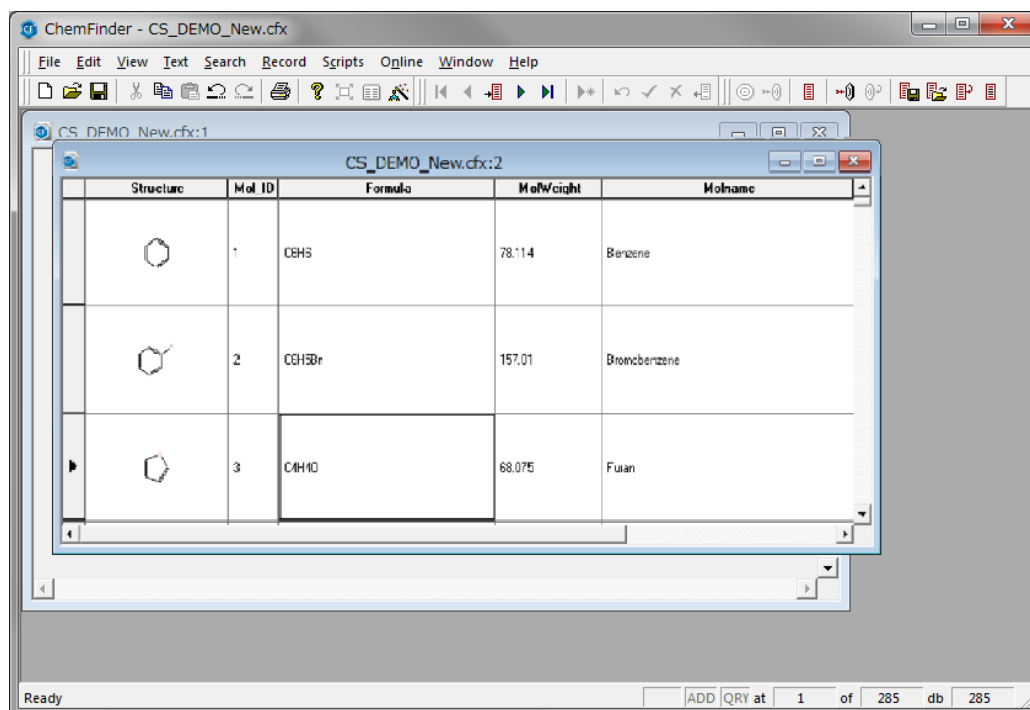 ChemFinder - CS_DEMO_New.cfx
File Edit View Text Search Record Scripts Online Window Help
CS_DEMO_New.cfx:1
CS_DEMO_New.cfx:2
Structure Mol_ID Formula MolWeight Molname
1 C6H6 78.114 Benzene
2 C6H5Br 157.01 Bromobenzene
3 C4H4O 68.075 Furan
Ready ADD QRY at 1 of 285 db 285